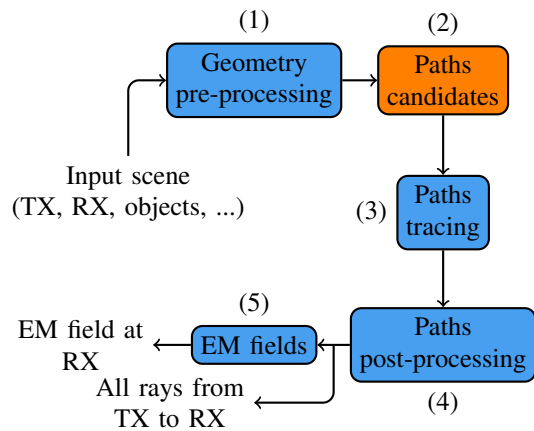 (1)
Geometry
pre-processing
(2)
Paths
candidates
Input scene
(TX, RX, objects, ...)
(3)
Paths
tracing
(4)
Paths
post-processing
(5)
EM fields
EM field at
RX
All rays from
TX to RX